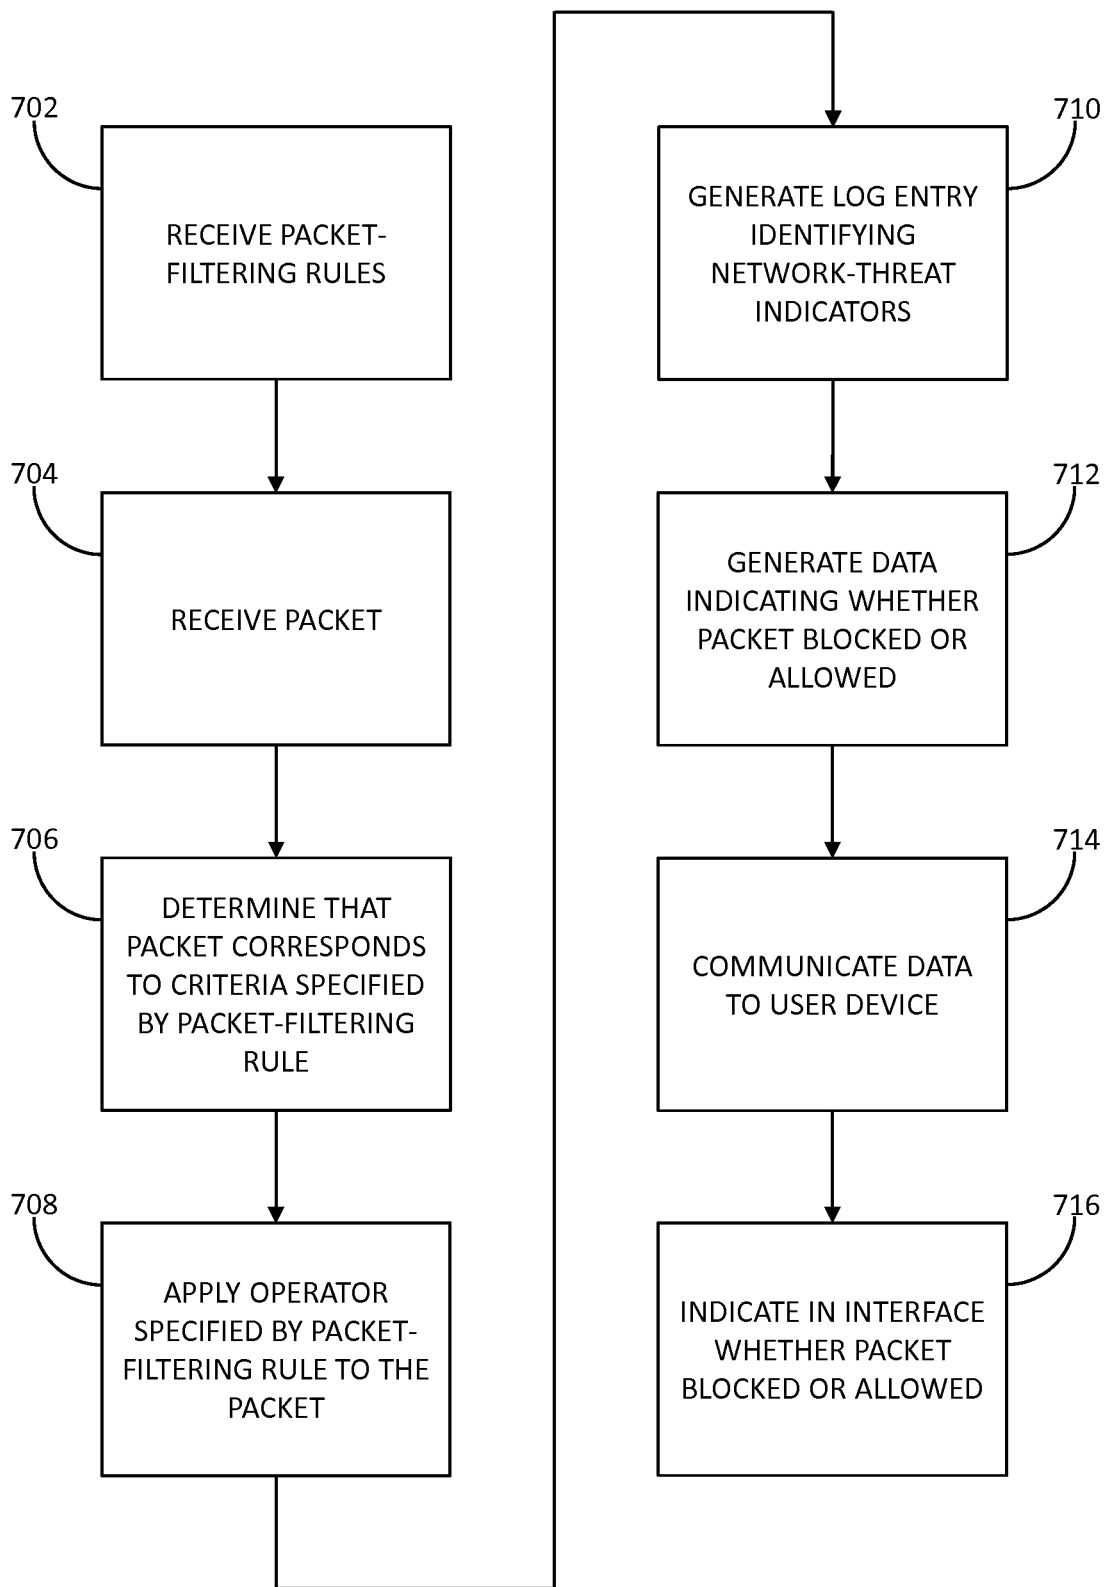 702
RECEIVE PACKET-
FILTERING RULES
704
RECEIVE PACKET
706
DETERMINE THAT
PACKET CORRESPONDS
TO CRITERIA SPECIFIED
BY PACKET-FILTERING
RULE
708
APPLY OPERATOR
SPECIFIED BY PACKET-
FILTERING RULE TO THE
PACKET
710
GENERATE LOG ENTRY
IDENTIFYING
NETWORK-THREAT
INDICATORS
712
GENERATE DATA
INDICATING WHETHER
PACKET BLOCKED OR
ALLOWED
714
COMMUNICATE DATA
TO USER DEVICE
716
INDICATE IN INTERFACE
WHETHER PACKET
BLOCKED OR ALLOWED